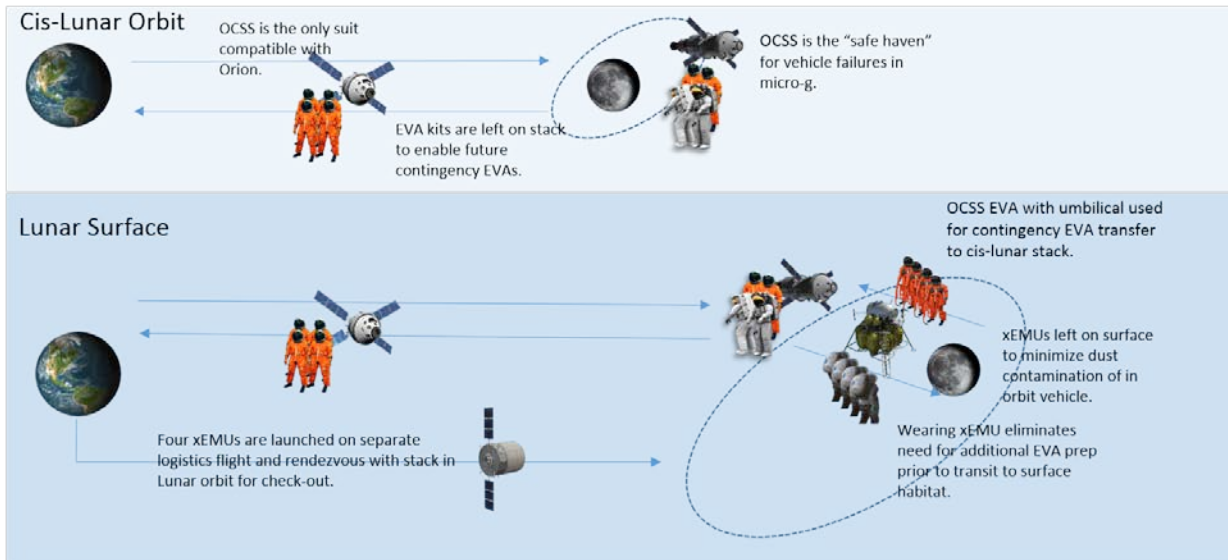 Cis-Lunar Orbit
OCSS is the only suit
compatible with
Orion.
EVA kits are left on stack
to enable future
contingency EVAs.
OCSS is the “safe haven”
for vehicle failures in
micro-g.
Lunar Surface
OCSS EVA with umbilical used
for contingency EVA transfer
to cis-lunar stack.
xEMUs left on surface
to minimize dust
contamination of in
orbit vehicle.
Wearing xEMU eliminates
need for additional EVA prep
prior to transit to surface
habitat.
Four xEMUs are launched on separate
logistics flight and rendezvous with stack in
Lunar orbit for check-out.